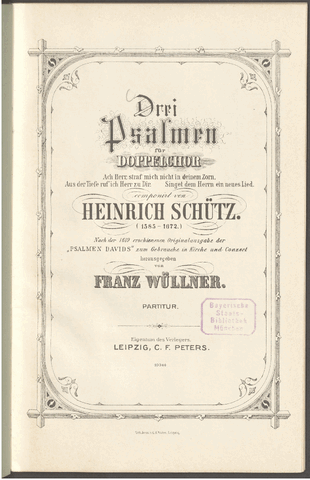 Drei
Psalmen
für
DOPPELCHOR
Ach Herr, straf mich nicht in deinem Zorn.
Aus der Tiefe ruf ich Herr zu Dir. Singet dem Herrn ein neues Lied.
componirt von
HEINRICH SCHÜTZ.
(1585-1672.)
Nach der 1619 erschienenen Originalausgabe der
„PSALMEN DAVIDS" zum Gebrauche in Kirche und Concert
herausgegeben
von
FRANZ WÜLLNER.
PARTITUR.
Bayerische
Staats-
Bibliothek
München
Eigenthum des Verlegers.
LEIPZIG, C. F. PETERS.